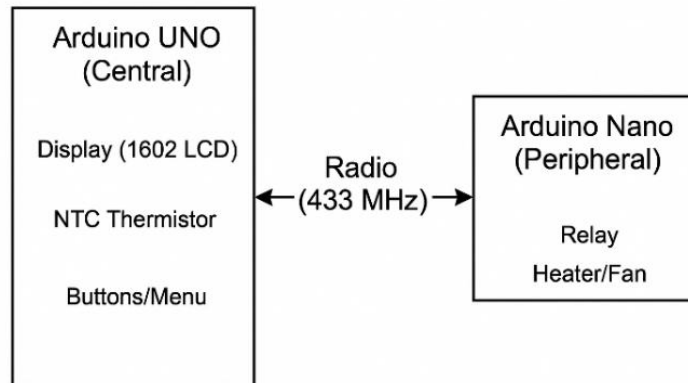 Arduino UNO
(Central)
Display (1602 LCD)
NTC Thermistor
Buttons/Menu
Radio
(433 MHz)
Arduino Nano
(Peripheral)
Relay
Heater/Fan